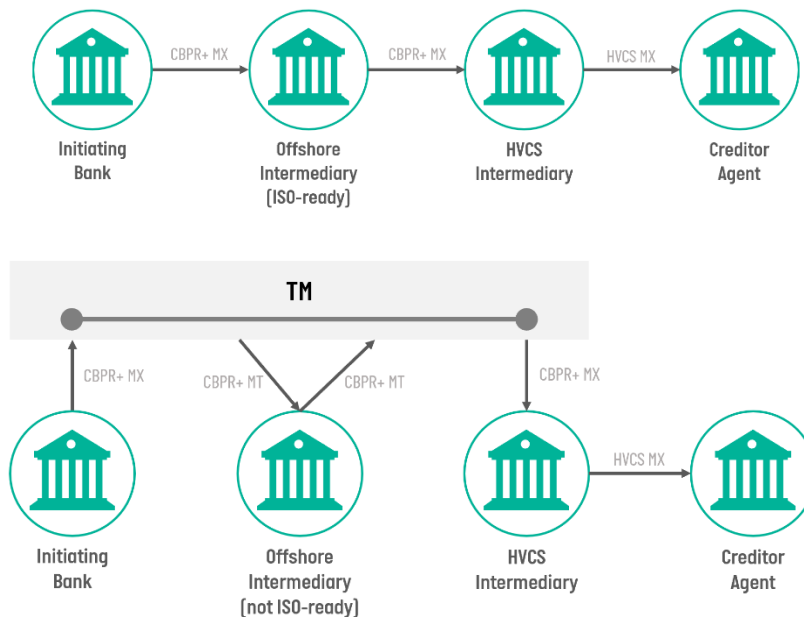 CBPR+ MX
CBPR+ MX
HVCS MX
Initiating
Bank
Offshore
Intermediary
(ISO-ready)
HVCS
Intermediary
Creditor
Agent
TM
CBPR+ MX
CBPR+ MT
CBPR+ MT
CBPR+ MX
HVCS MX
Initiating
Bank
Offshore
Intermediary
(not ISO-ready)
HVCS
Intermediary
Creditor
Agent